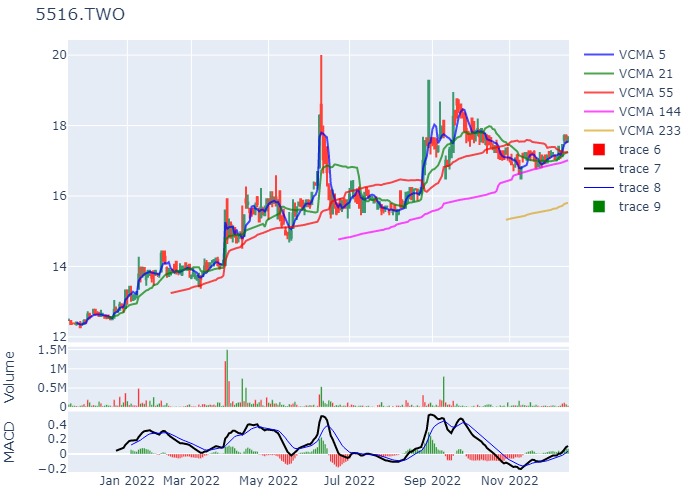 5516.TWO
20
18
16
14
12
VCMA 5
VCMA 21
VCMA 55
VCMA 144
VCMA 233
trace 6
trace 7
trace 8
trace 9
Volume
1.5M
1M
0.5M
0
MACD
0.4
0.2
0
−0.2
Jan 2022 Mar 2022 May 2022 Jul 2022 Sep 2022 Nov 2022